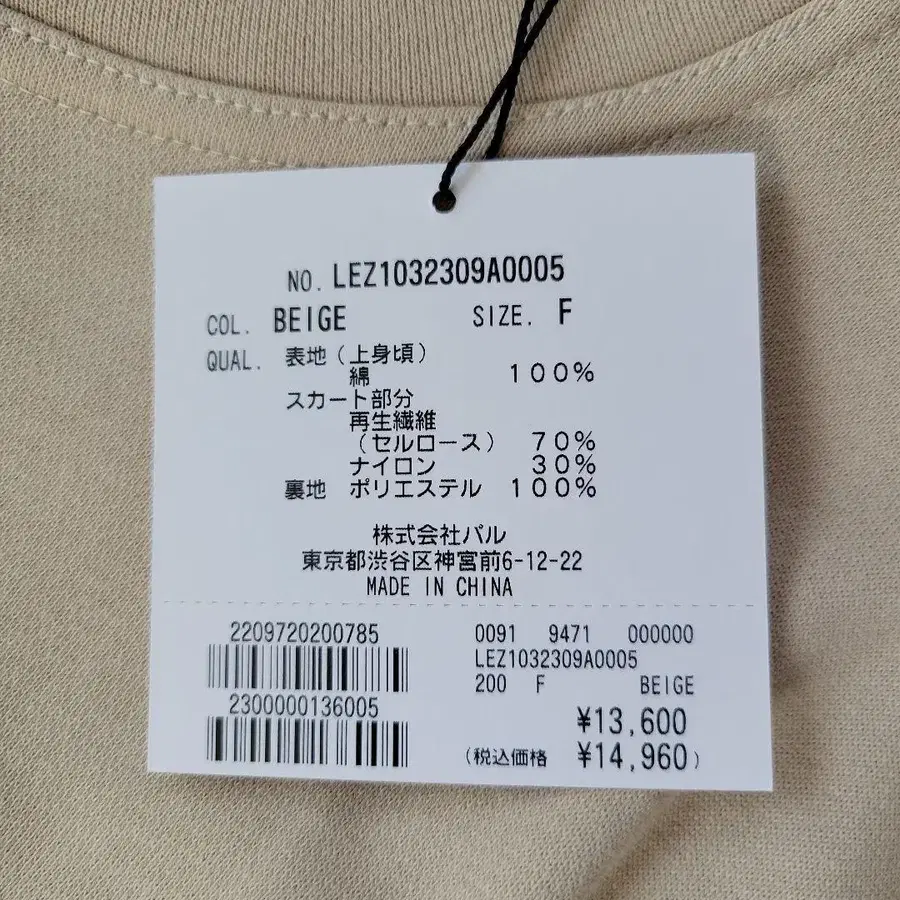 NO. LEZ1032309A0005
COL. BEIGE SIZE. F
QUAL. 表地(上身頃)
綿 100%
スカート部分
再生繊維
(セルロース) 70%
ナイロン 30%
裏地 ポリエステル 100%
株式会社パル
東京都渋谷区神宮前6-12-22
MADE IN CHINA
2209720200785
2300000136005
0091 9471 000000
LEZ1032309A0005
200 F BEIGE
¥13,600
(税込価格 ¥14,960)